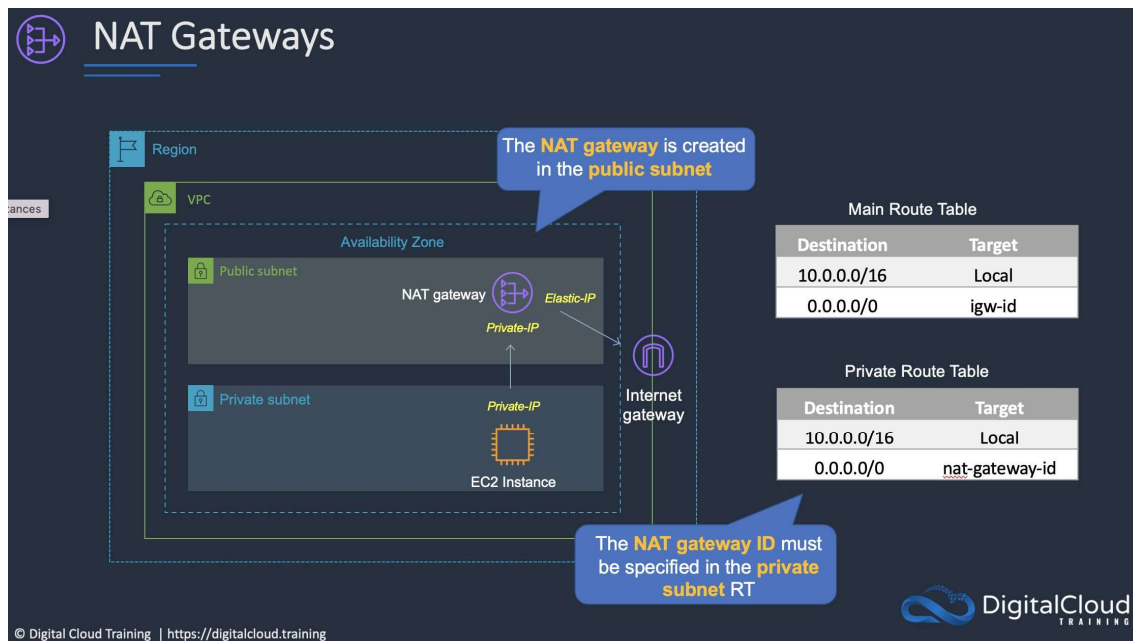 NAT Gateways
Region
The NAT gateway is created
in the public subnet
VPC
tances
Availability Zone
Public subnet
NAT gateway
Elastic-IP
Private-IP
Internet
gateway
Private subnet
Private-IP
EC2 Instance
Main Route Table
Destination Target
10.0.0.0/16 Local
0.0.0.0/0 igw-id
Private Route Table
Destination Target
10.0.0.0/16 Local
0.0.0.0/0 nat-gateway-id
The NAT gateway ID must
be specified in the private
subnet RT
DigitalCloud
TRAINING
© Digital Cloud Training | https://digitalcloud.training